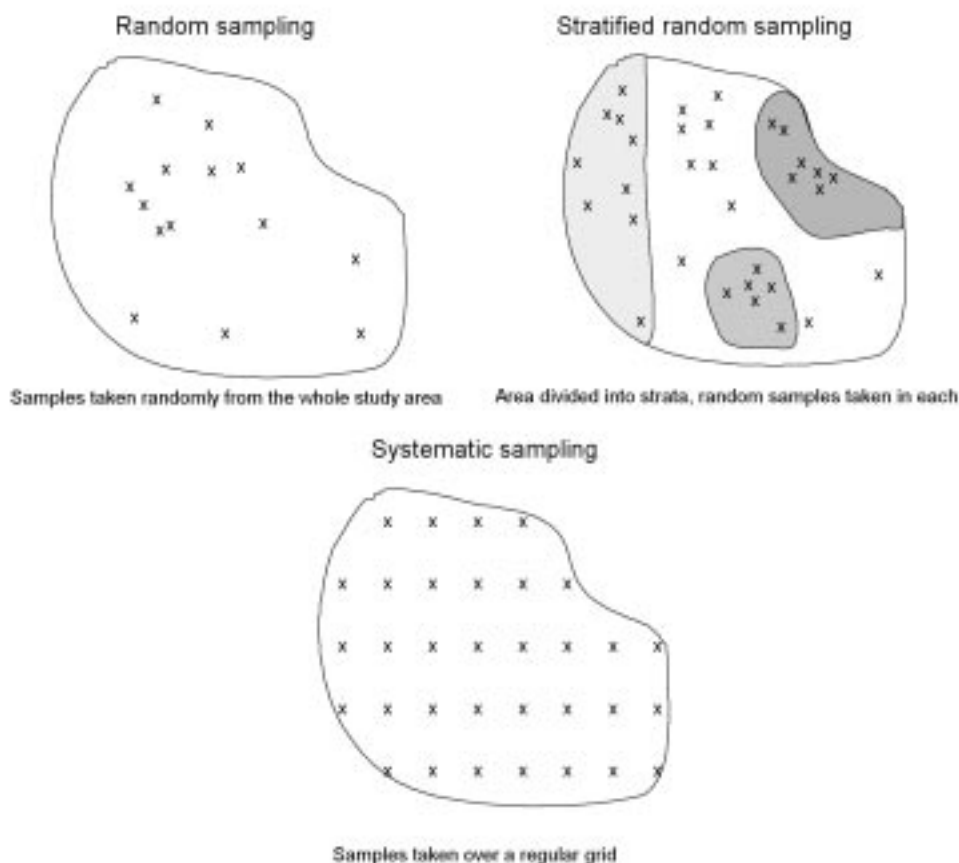 Random sampling
Stratified random sampling
Samples taken randomly from the whole study area
Area divided into strata, random samples taken in each
Systematic sampling
Samples taken over a regular grid